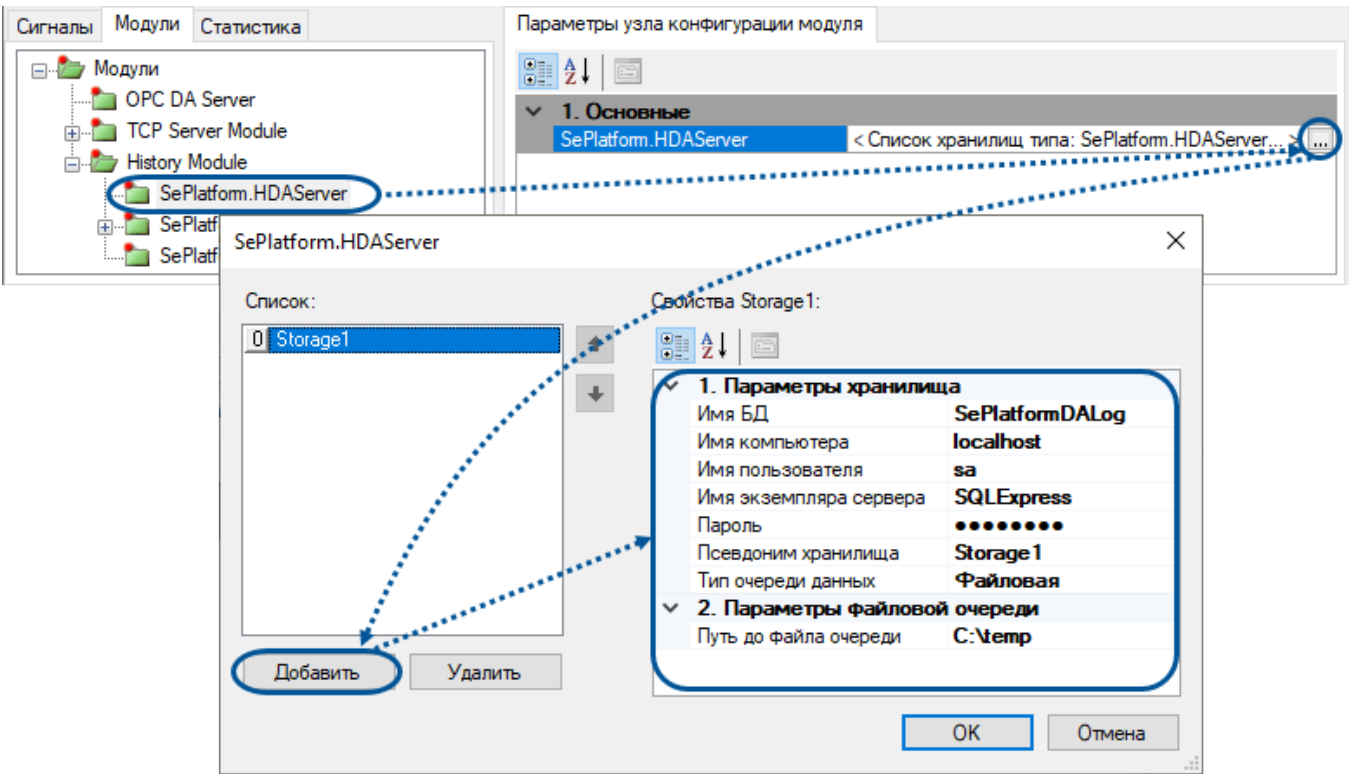 Сигналы Модули Статистика
Параметры узла конфигурации модуля
Модули
OPC DA Server
TCP Server Module
History Module
SePlatform.HDAServer
SePlatf
SePlatf
1. Основные
SePlatform.HDAServer < Список хранилищ типа: SePlatform.HDAServer... > ...
SePlatform.HDAServer
Список:
0 Storage1
Добавить Удалить
Свойства Storage1:
1. Параметры хранилища
Имя БД SePlatformDALog
Имя компьютера localhost
Имя пользователя sa
Имя экземпляра сервера SQLExpress
Пароль ●●●●●●●●
Псевдоним хранилища Storage1
Тип очереди данных Файловая
2. Параметры файловой очереди
Путь до файла очереди C:\temp
OK Отмена